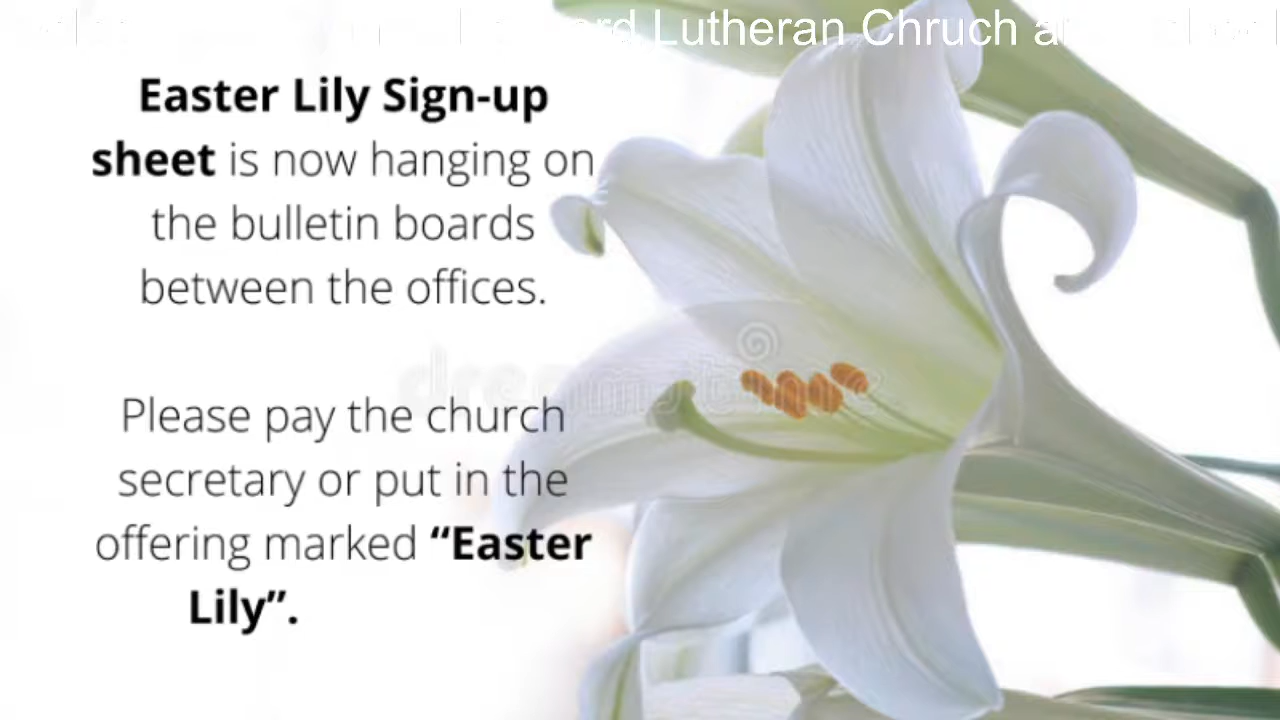 Lutheran Chruch
Easter Lily Sign-up
sheet is now hanging on
the bulletin boards
between the offices.
Please pay the church
secretary or put in the
offering marked “Easter
Lily”.